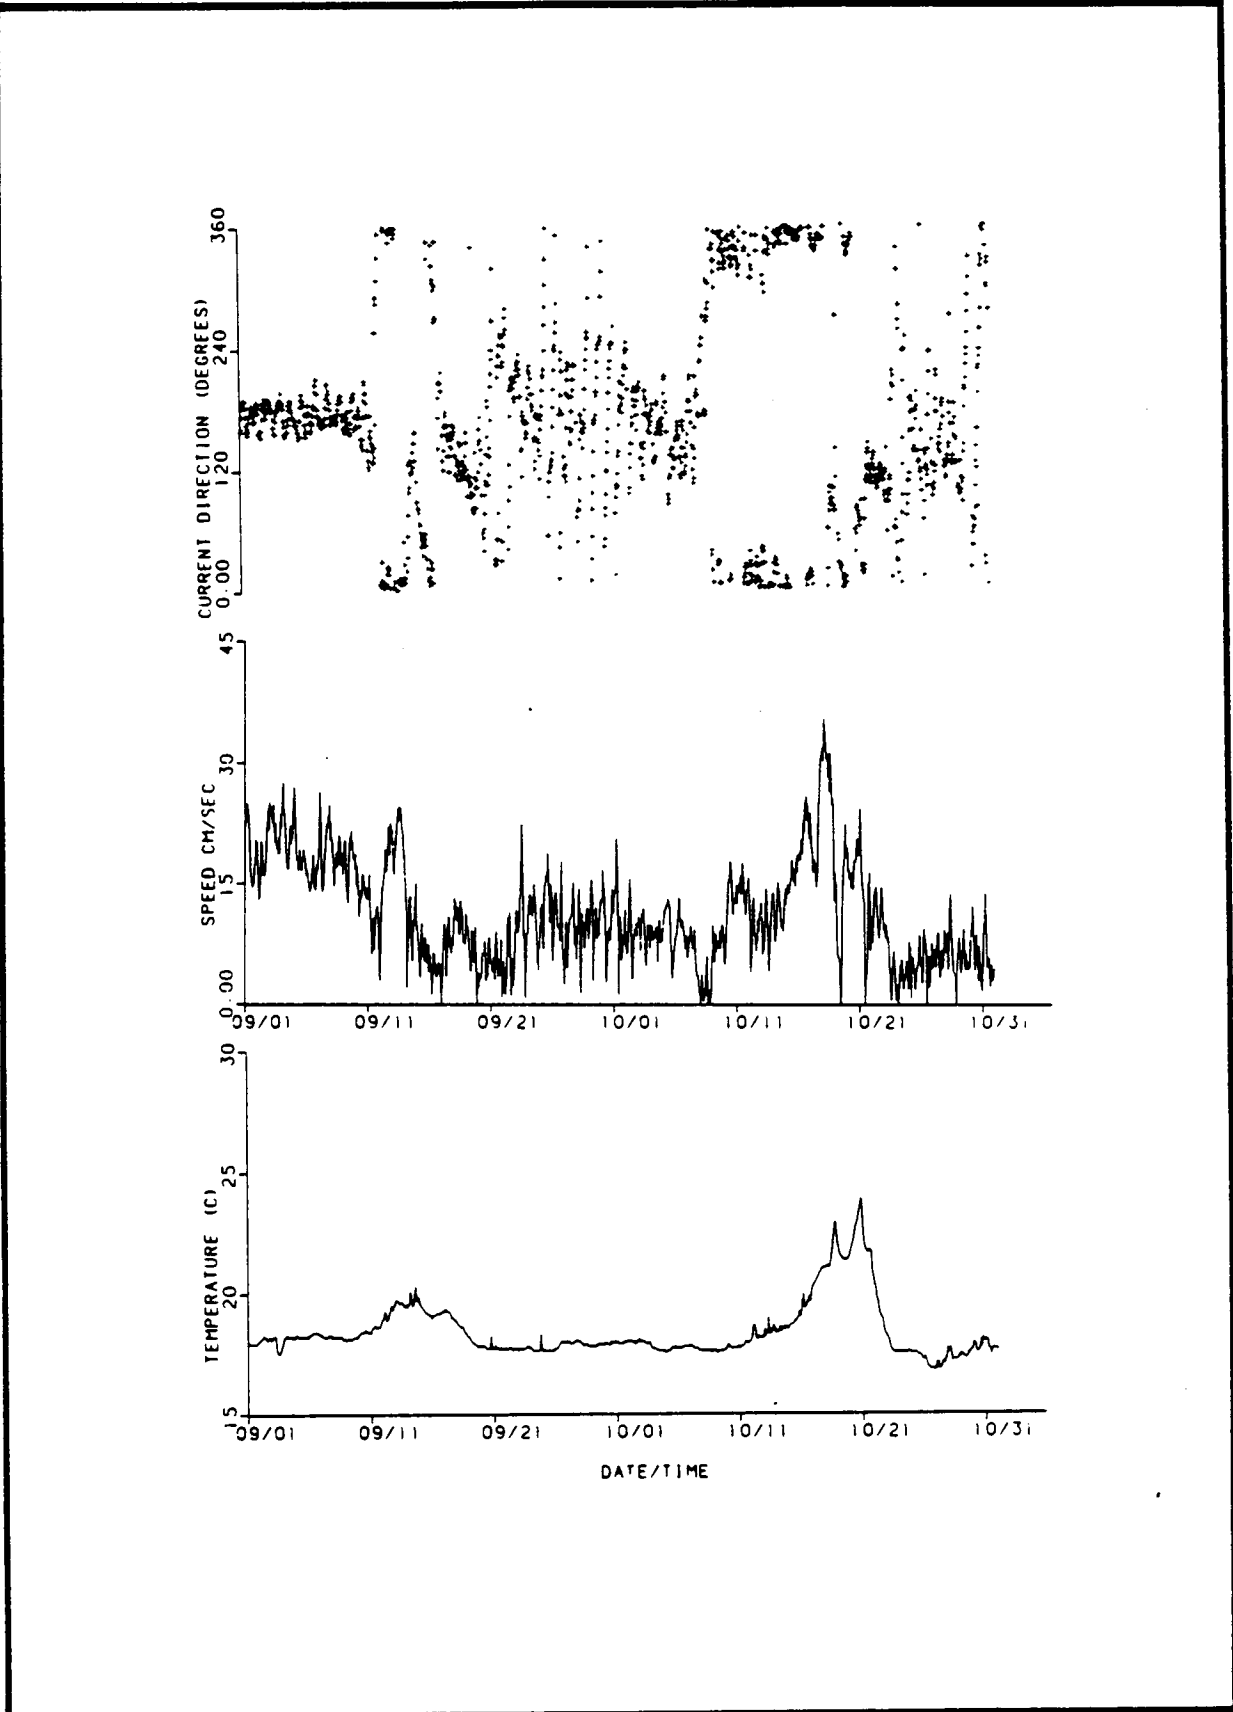 360
240
120
0.00
CURRENT DIRECTION (DEGREES)
45
30
15
0.00
SPEED CM/SEC
09/01 09/11 09/21 10/01 10/11 10/21 10/31
30
25
20
15
TEMPERATURE (C)
09/01 09/11 09/21 10/01 10/11 10/21 10/31
DATE/TIME